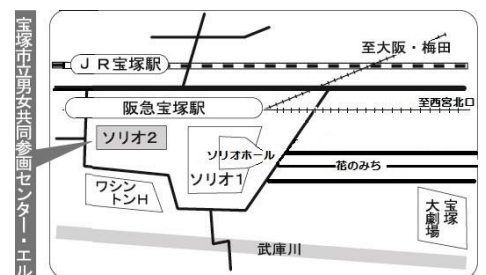 宝塚市立男女共同参画センター・エル
至大阪・梅田
JR宝塚駅
阪急宝塚駅
至西宮北口
ソリオ2
ソリオホール
ソリオ1
花のみち
ワシン
トンH
宝塚
大劇場
武庫川